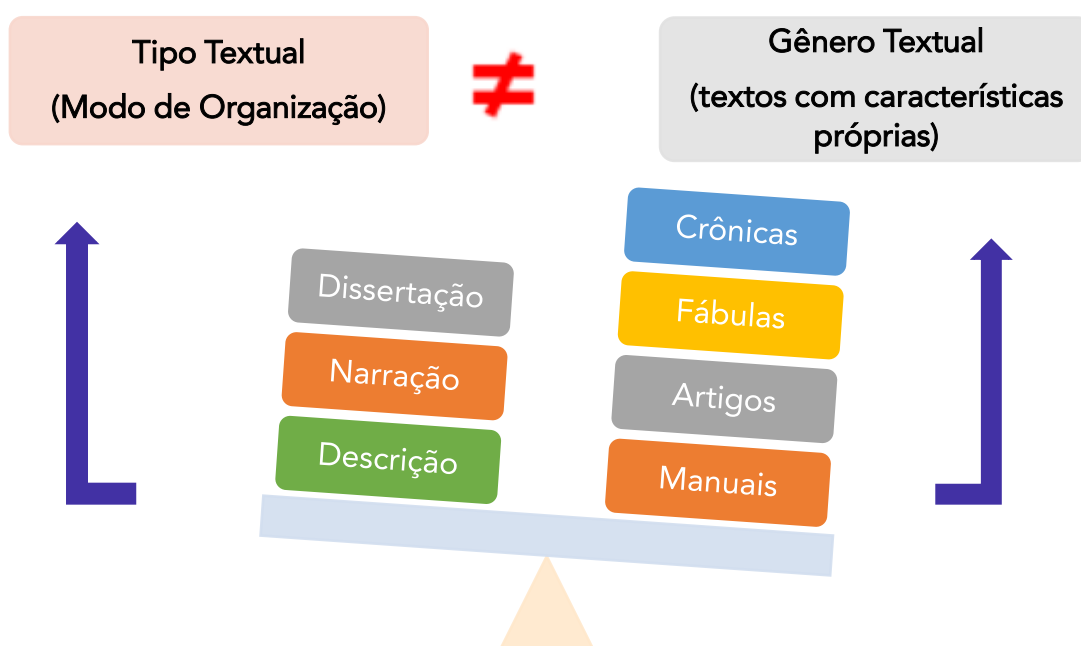 Tipo Textual
(Modo de Organização)
≠
Gênero Textual
(textos com características
próprias)
Dissertação
Narração
Descrição
Crônicas
Fábulas
Artigos
Manuais